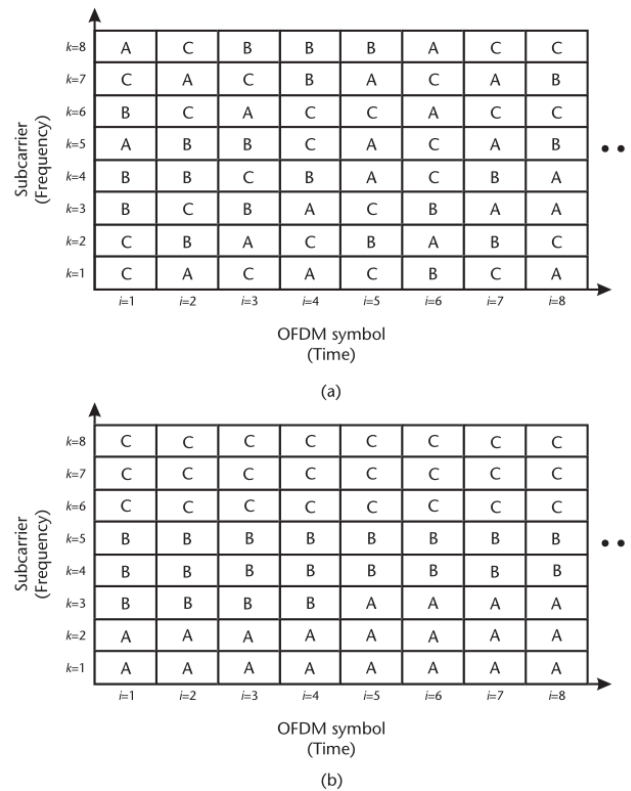 k=8 A C B B B A C C
k=7 C A C B A C A B
k=6 B C A C C A C C
k=5 A B B C A C A B
k=4 B B C B A C B A
k=3 B C B A C B A A
k=2 C B A C B A B C
k=1 C A C A C B C A
Subcarrier
(Frequency)
i=1 i=2 i=3 i=4 i=5 i=6 i=7 i=8
OFDM symbol
(Time)
(a)
k=8 C C C C C C C C
k=7 C C C C C C C C
k=6 C C C C C C C C
k=5 B B B B B B B B
k=4 B B B B B B B B
k=3 B B B B A A A A
k=2 A A A A A A A A
k=1 A A A A A A A A
Subcarrier
(Frequency)
i=1 i=2 i=3 i=4 i=5 i=6 i=7 i=8
OFDM symbol
(Time)
(b)